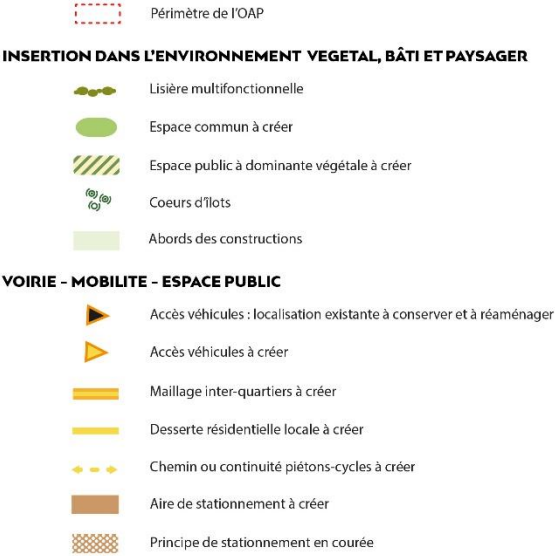 Périmètre de l'OAP
INSERTION DANS L'ENVIRONNEMENT VEGETAL, BÂTI ET PAYSAGER
Lisière multifonctionnelle
Espace commun à créer
Espace public à dominante végétale à créer
Coeurs d'îlots
Abords des constructions
VOIRIE - MOBILITE - ESPACE PUBLIC
Accès véhicules : localisation existante à conserver et à réaménager
Accès véhicules à créer
Maillage inter-quartiers à créer
Desserte résidentielle locale à créer
Chemin ou continuité piétons-cycles à créer
Aire de stationnement à créer
Principe de stationnement en courée